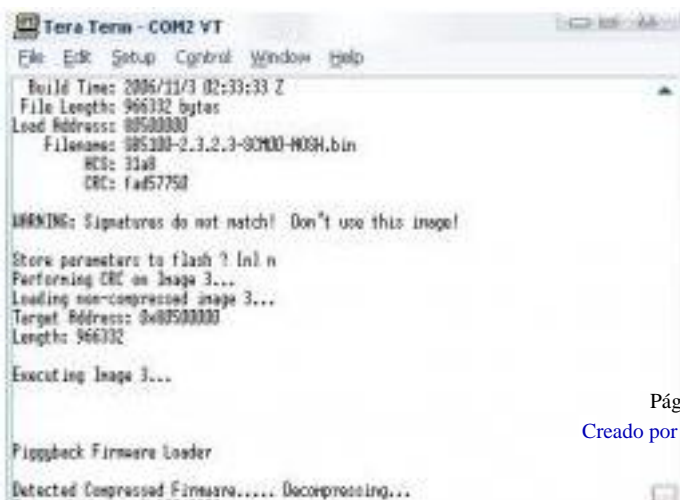 Tera Term - COM2 VT
File Edit Setup Control Window Help
Build Time: 2006/11/3 02:33:33 Z
File Length: 966332 bytes
Load Address: 80500000
Filename: SB5100-2.3.2.3-SCM00-NOSH.bin
HCS: 31a8
CRC: fad57750
WARNING: Signatures do not match! Don't use this image!
Store parameters to flash ? [n] n
Performing CRC on Image 3...
Loading non-compressed image 3...
Target Address: 0x80500000
Length: 966332
Executing Image 3...
Pág
Creado por
Piggyback Firmware Loader
Detected Compressed Firmware..... Decompressing...